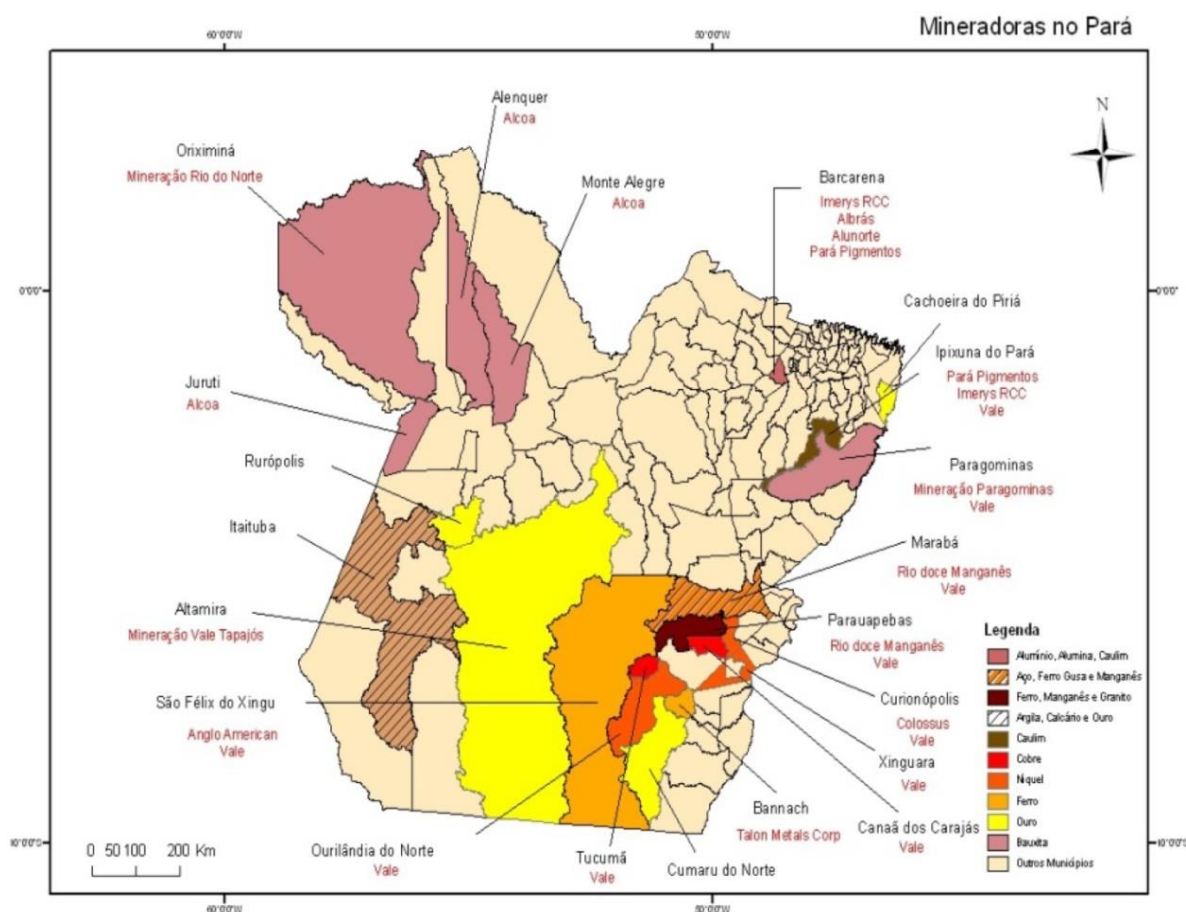 Mineradoras no Pará
60°0'0"W
50°0'0"W
N
Alenquer
Alcoa
Oriximiná
Mineração Rio do Norte
Monte Alegre
Alcoa
Barcarena
Imerys RCC
Albrás
Alunorte
Pará Pigmentos
0°0'0"
0°0'0"
Cachoeira do Piriá
Ipixuna do Pará
Pará Pigmentos
Imerys RCC
Vale
Juruti
Alcoa
Rurópolis
Paragominas
Mineração Paragominas
Vale
Itaituba
Marabá
Rio doce Manganês
Vale
Altamira
Mineração Vale Tapajós
Parauapebas
Rio doce Manganês
Vale
São Félix do Xingu
Anglo American
Vale
Curionópolis
Colossus
Vale
Xinguara
Vale
Bannach
Talon Metals Corp
Canaã dos Carajás
Vale
Ourilândia do Norte
Vale
Tucumã
Vale
Cumaru do Norte
Legenda
Alumínio, Alumina, Caulim
Aço, Ferro Gusa e Manganês
Ferro, Manganês e Granito
Argila, Calcário e Ouro
Caulim
Cobre
Níquel
Ferro
Ouro
Bauxita
Outros Municípios
0 50 100 200 Km
10°0'0"S
10°0'0"S
60°0'0"W
50°0'0"W